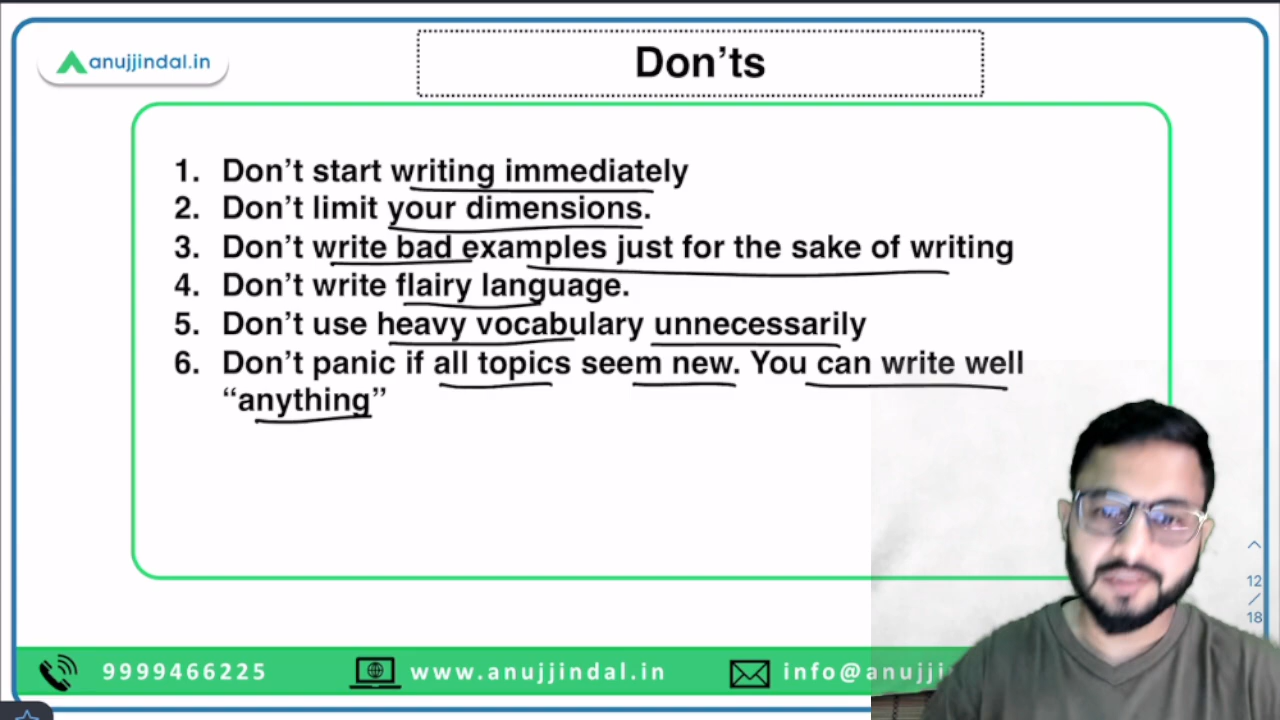 anujjindal.in
Don’ts
1. Don’t start writing immediately
2. Don’t limit your dimensions.
3. Don’t write bad examples just for the sake of writing
4. Don’t write flairy language.
5. Don’t use heavy vocabulary unnecessarily
6. Don’t panic if all topics seem new. You can write well
“anything”
12
/
18
9999466225 www.anujjindal.in info@anujji